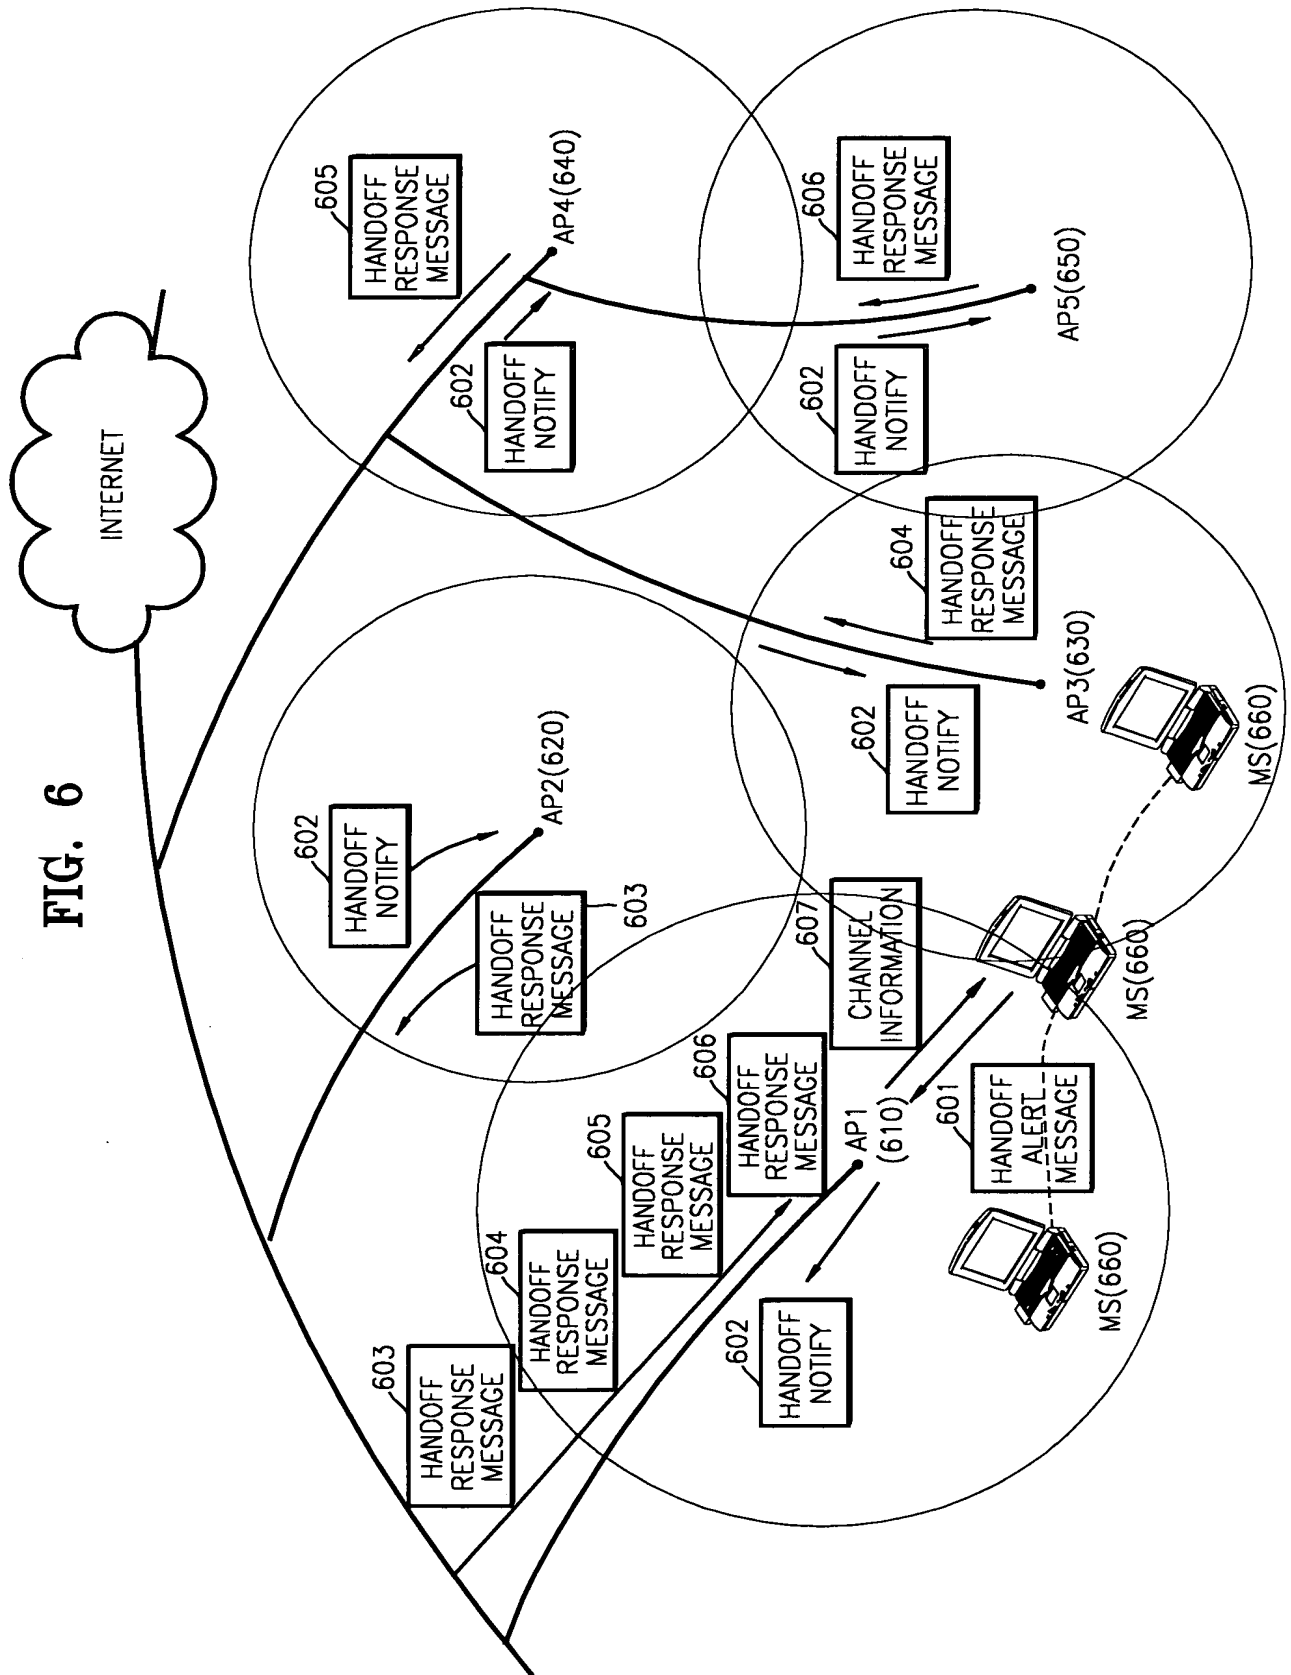 FIG. 6
INTERNET
605
HANDOFF
RESPONSE
MESSAGE
AP4(640)
602
HANDOFF
NOTIFY
606
HANDOFF
RESPONSE
MESSAGE
AP5(650)
602
HANDOFF
NOTIFY
602
HANDOFF
NOTIFY
AP2(620)
HANDOFF
RESPONSE
MESSAGE
603
604
HANDOFF
RESPONSE
MESSAGE
602
HANDOFF
NOTIFY
AP3(630)
MS(660)
607
CHANNEL
INFORMATION
MS(660)
603
HANDOFF
RESPONSE
MESSAGE
604
HANDOFF
RESPONSE
MESSAGE
605
HANDOFF
RESPONSE
MESSAGE
606
HANDOFF
RESPONSE
MESSAGE
AP1
(610)
602
HANDOFF
NOTIFY
601
HANDOFF
ALERT
MESSAGE
MS(660)